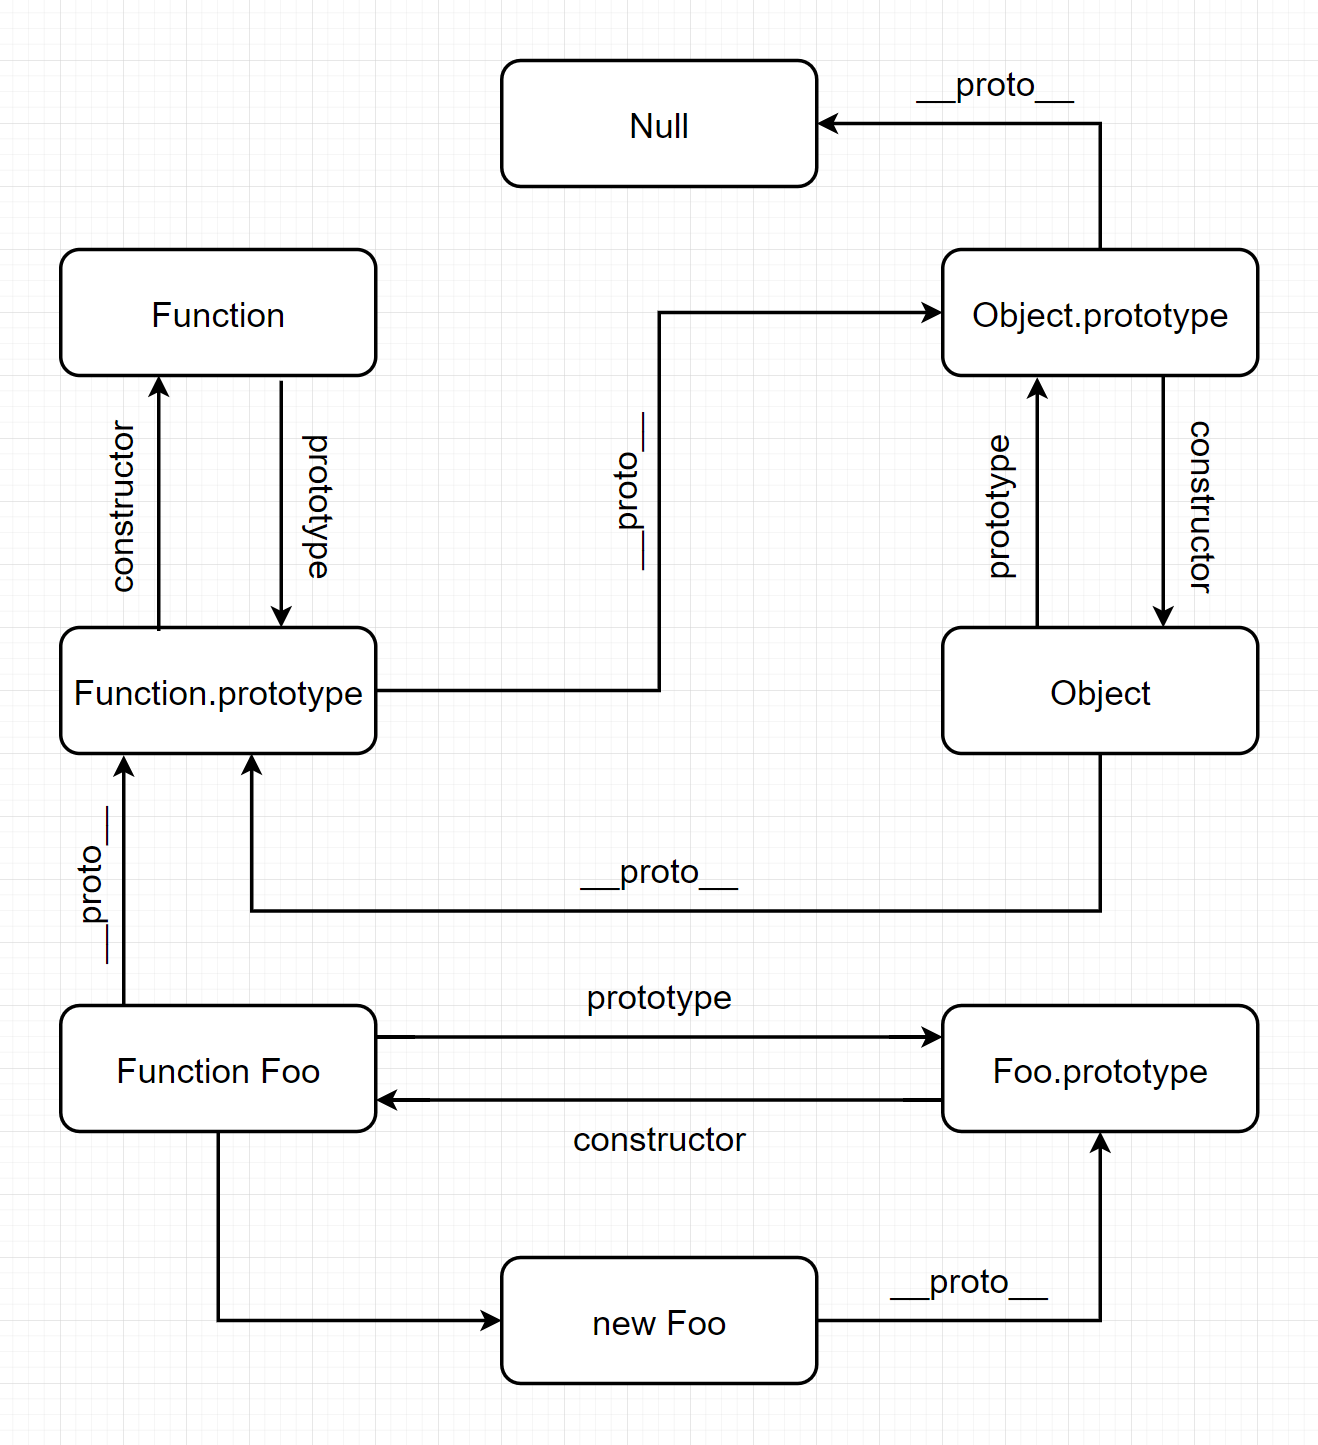 __proto__
Null
Function
Object.prototype
constructor
prototype
__proto__
prototype
constructor
Function.prototype
Object
__proto__
__proto__
prototype
Function Foo
Foo.prototype
constructor
__proto__
new Foo